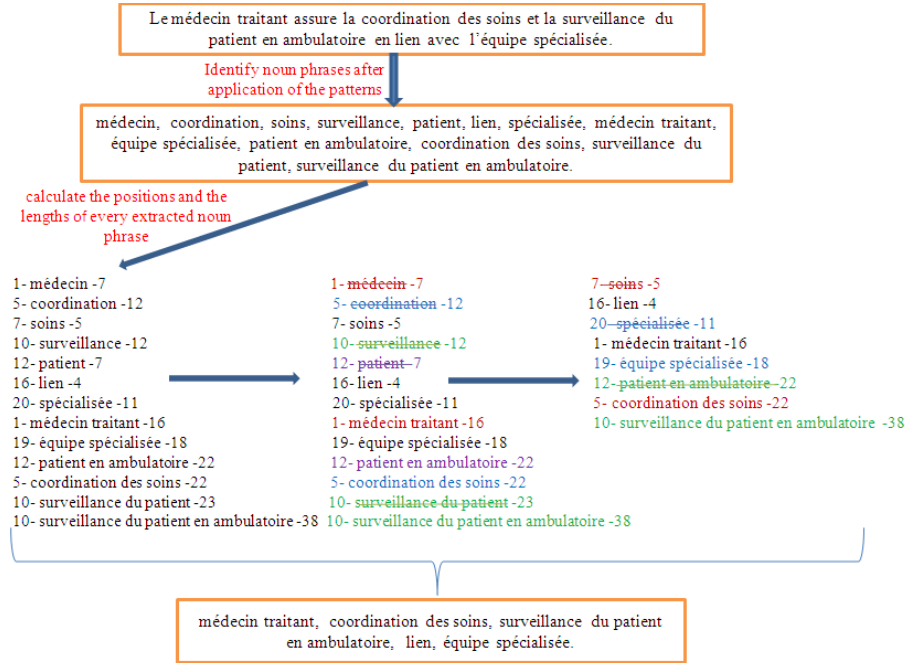 Le médecin traitant assure la coordination des soins et la surveillance du
patient en ambulatoire en lien avec l'équipe spécialisée.
Identify noun phrases after
application of the patterns
médecin, coordination, soins, surveillance, patient, lien, spécialisée, médecin traitant,
équipe spécialisée, patient en ambulatoire, coordination des soins, surveillance du
patient, surveillance du patient en ambulatoire.
calculate the positions and the
lengths of every extracted noun
phrase
1- médecin -7
5- coordination -12
7- soins -5
10- surveillance -12
12- patient -7
16- lien -4
20- spécialisée -11
1- médecin traitant -16
19- équipe spécialisée -18
12- patient en ambulatoire -22
5- coordination des soins -22
10- surveillance du patient -23
10- surveillance du patient en ambulatoire -38
1- médecin -7
5- coordination -12
7- soins -5
10- surveillance -12
12- patient -7
16- lien -4
20- spécialisée -11
1- médecin traitant -16
19- équipe spécialisée -18
12- patient en ambulatoire -22
5- coordination des soins -22
10- surveillance du patient -23
10- surveillance du patient en ambulatoire -38
7- soins -5
16- lien -4
20- spécialisée -11
1- médecin traitant -16
19- équipe spécialisée -18
12- patient en ambulatoire -22
5- coordination des soins -22
10- surveillance du patient en ambulatoire -38
médecin traitant, coordination des soins, surveillance du patient
en ambulatoire, lien, équipe spécialisée.